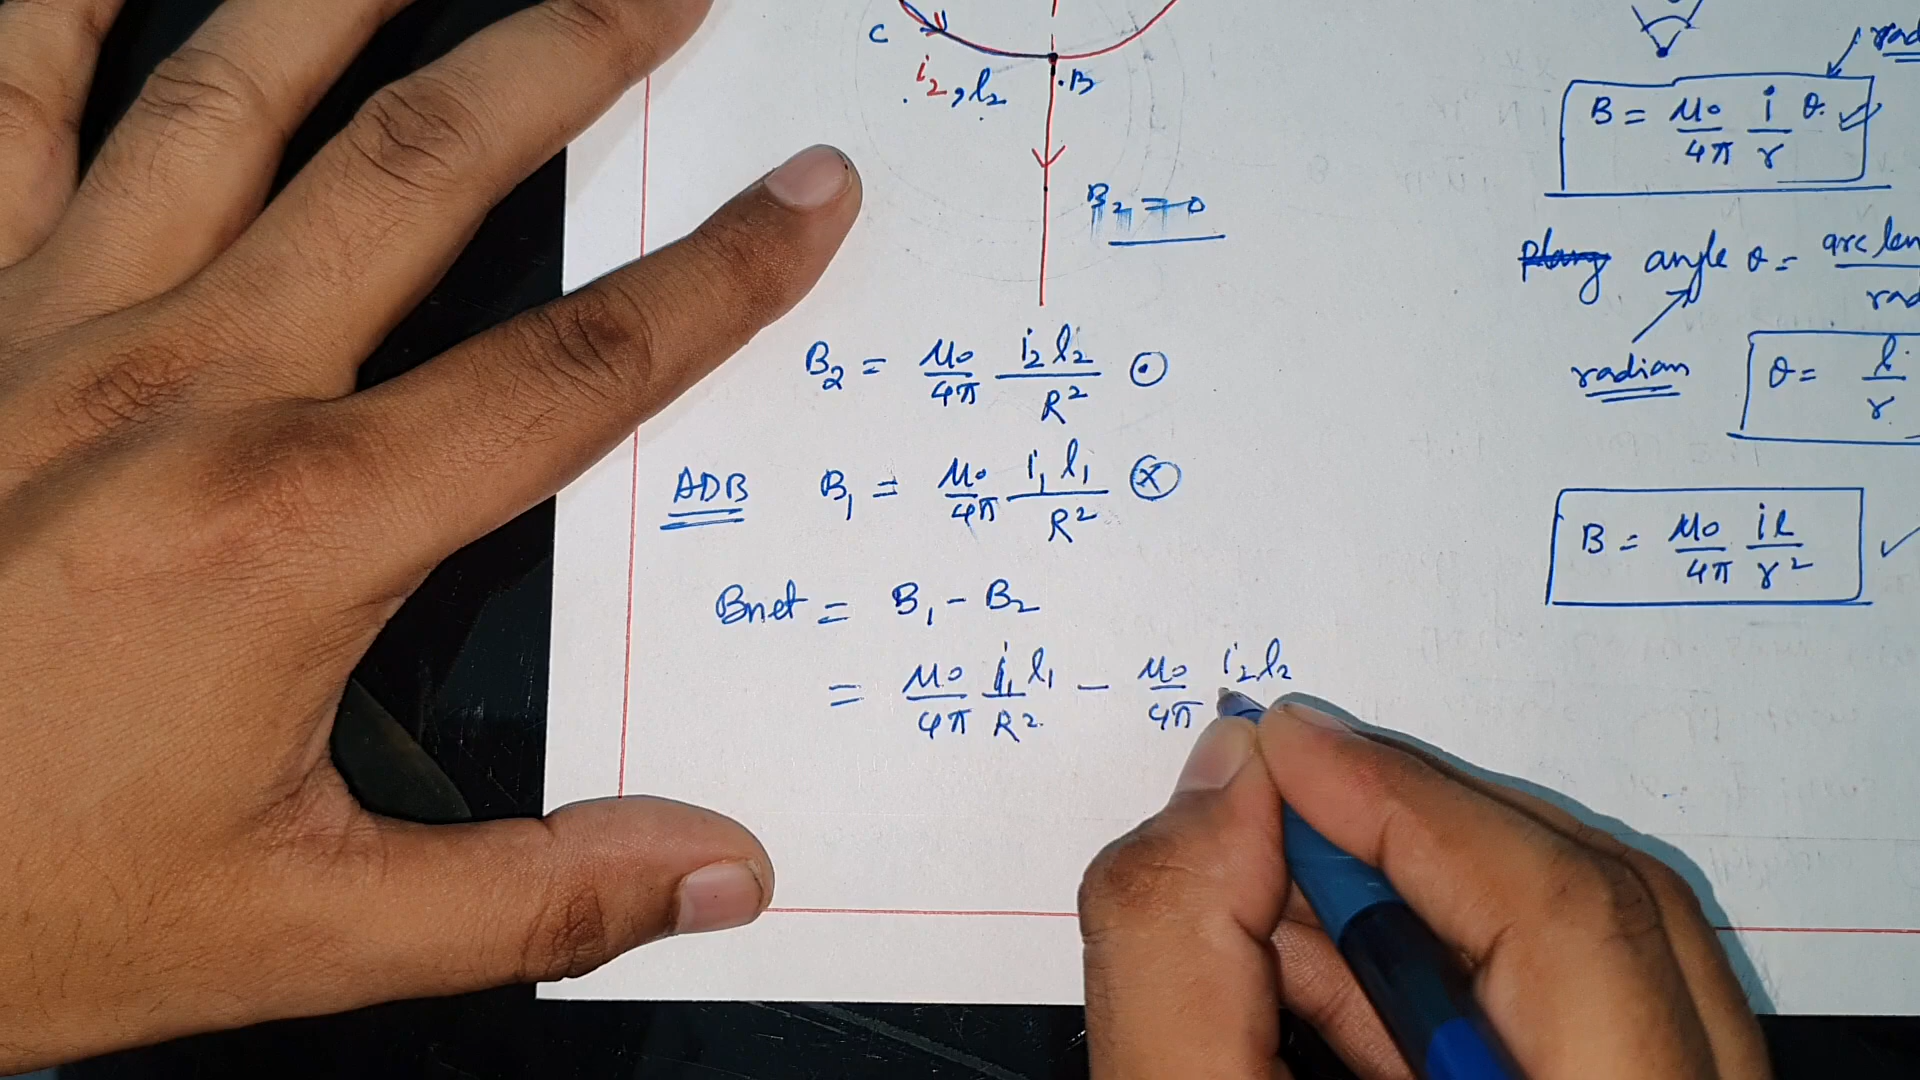 C
i₂, l₂
.B
B₂ = 0
B₂ = μ₀/4π i₂l₂/R² ⊙
ADB B₁ = μ₀/4π i₁l₁/R² ⊗
Bnet = B₁ - B₂
= μ₀/4π i₁l₁/R² - μ₀/4π i₂l₂
B = μ₀/4π i/r θ
angle θ = arc len
radian
θ = l/r
B = μ₀/4π il/r²